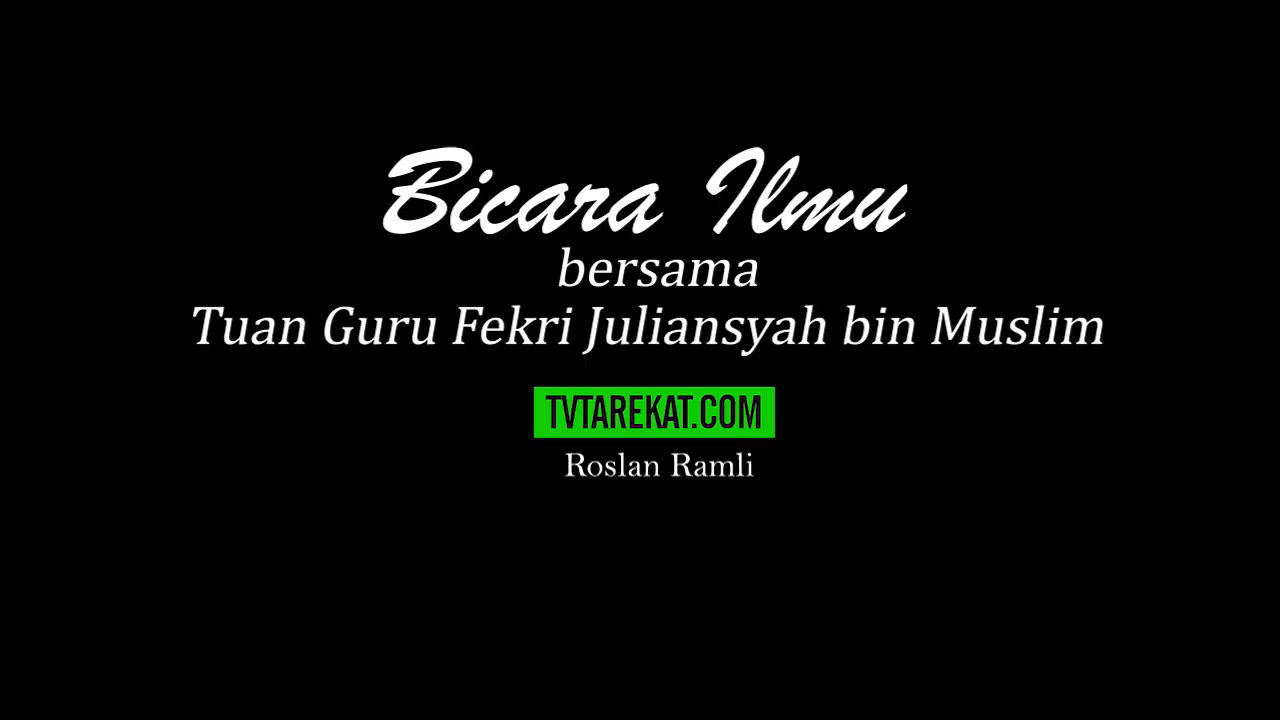 Bicara Ilmu
bersama
Tuan Guru Fekri Juliansyah bin Muslim
TVTAREKAT.COM
Roslan Ramli